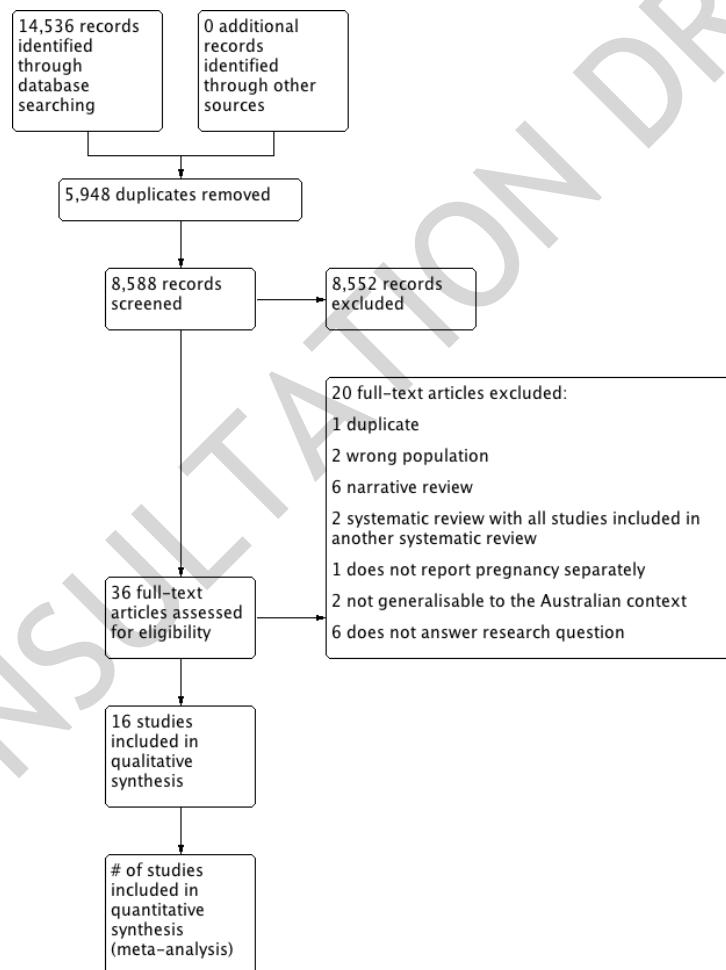 14,536 records
identified
through
database
searching
0 additional
records
identified
through other
sources
5,948 duplicates removed
8,588 records
screened
8,552 records
excluded
20 full-text articles excluded:
1 duplicate
2 wrong population
6 narrative review
2 systematic review with all studies included in
another systematic review
1 does not report pregnancy separately
2 not generalisable to the Australian context
6 does not answer research question
36 full-text
articles assessed
for eligibility
16 studies
included in
qualitative
synthesis
# of studies
included in
quantitative
synthesis
(meta-analysis)
NSULTATION DR